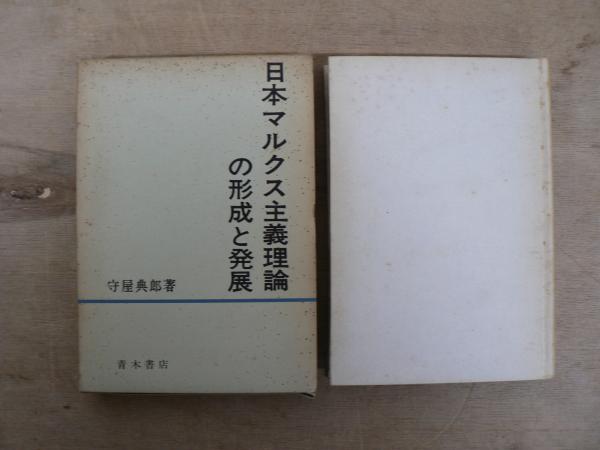 日本マルクス主義理論
の形成と発展
守屋典郎著
青木書店